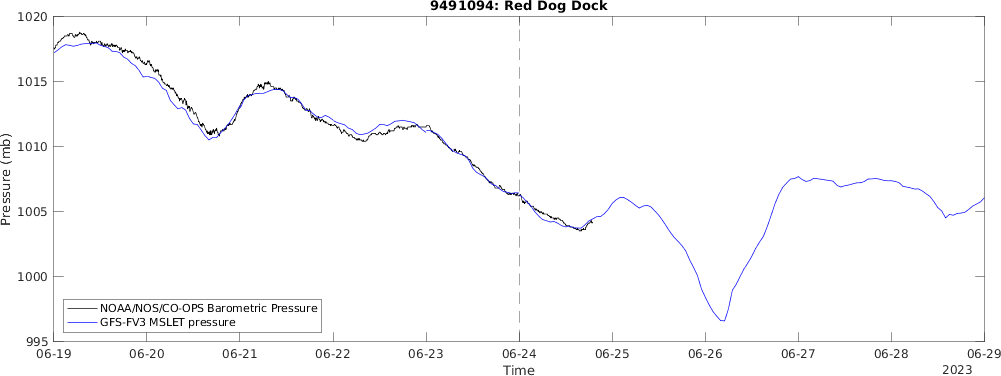 9491094: Red Dog Dock
Pressure (mb)
1020
1015
1010
1005
1000
995
NOAA/NOS/CO-OPS Barometric Pressure
GFS-FV3 MSLET pressure
06-19 06-20 06-21 06-22 06-23 06-24 06-25 06-26 06-27 06-28 06-29
Time
2023